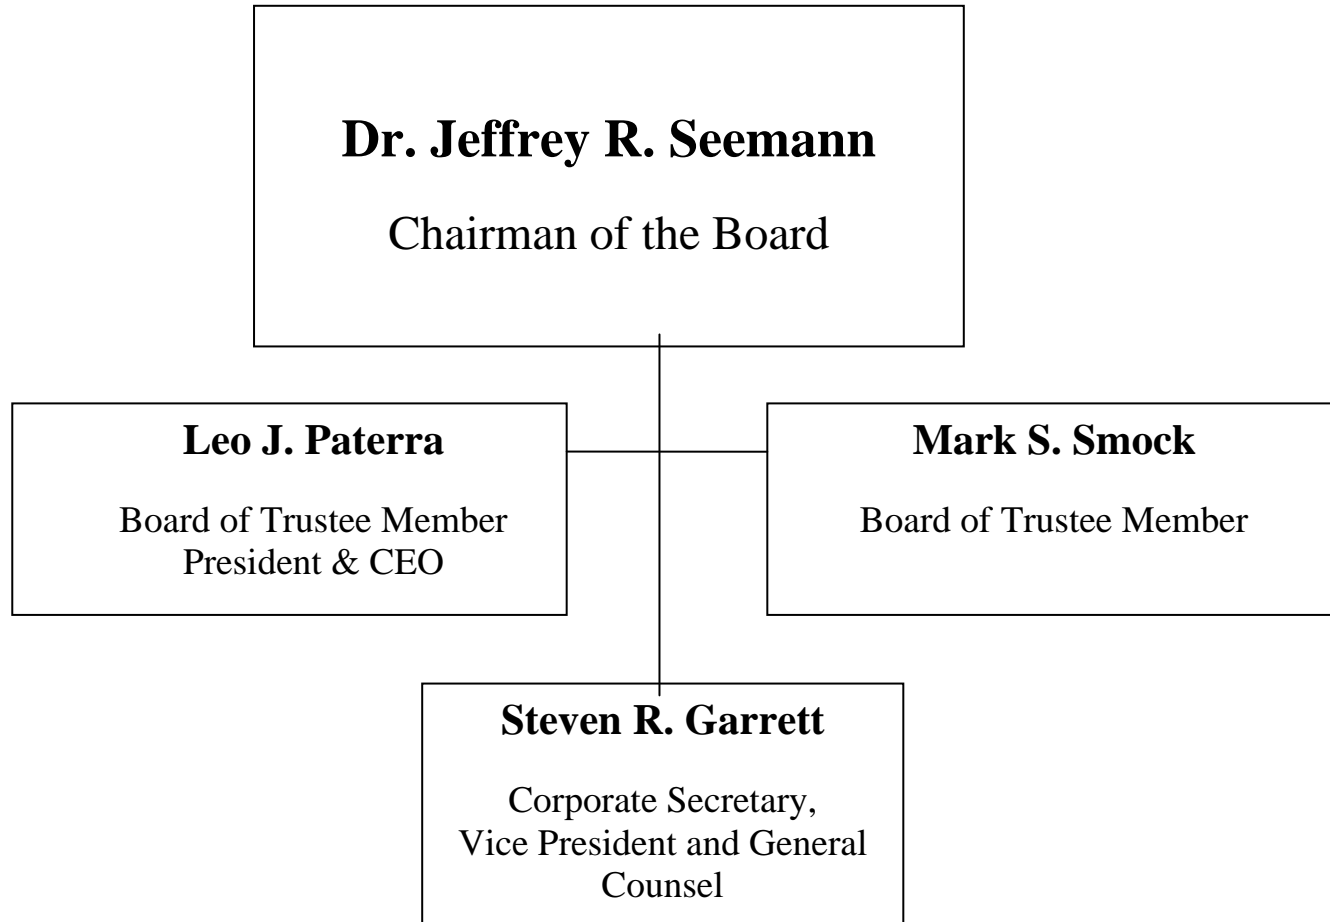 Dr. Jeffrey R. Seemann
Chairman of the Board
Leo J. Paterra
Board of Trustee Member
President & CEO
Mark S. Smock
Board of Trustee Member
Steven R. Garrett
Corporate Secretary,
Vice President and General
Counsel